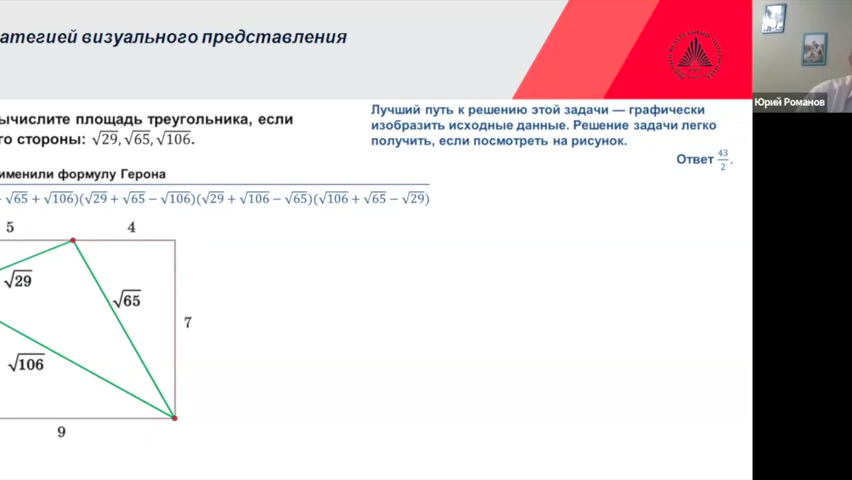 атегией визуального представления
Юрий Романов
ычислите площадь треугольника, если
го стороны: √29, √65, √106.
Лучший путь к решению этой задачи — графически
изобразить исходные данные. Решение задачи легко
получить, если посмотреть на рисунок.
Ответ 43/2.
именили формулу Герона
√65 + √106)(√29 + √65 − √106)(√29 + √106 − √65)(√106 + √65 − √29)
5 4
√29
√65
7
√106
9